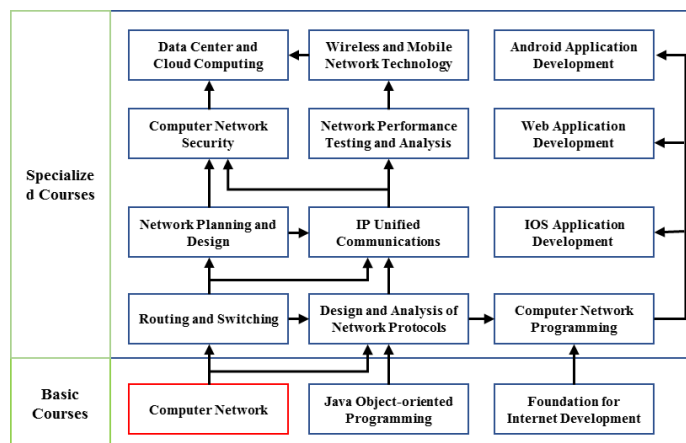 Data Center and
Cloud Computing
Wireless and Mobile
Network Technology
Android Application
Development
Computer Network
Security
Network Performance
Testing and Analysis
Web Application
Development
Specialize
d Courses
Network Planning and
Design
IP Unified
Communications
IOS Application
Development
Routing and Switching
Design and Analysis of
Network Protocols
Computer Network
Programming
Basic
Courses
Computer Network
Java Object-oriented
Programming
Foundation for
Internet Development